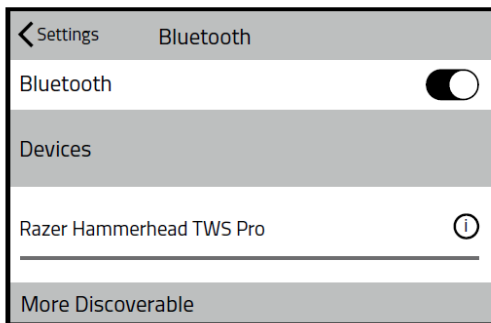 Settings Bluetooth
Bluetooth
Devices
Razer Hammerhead TWS Pro i
More Discoverable